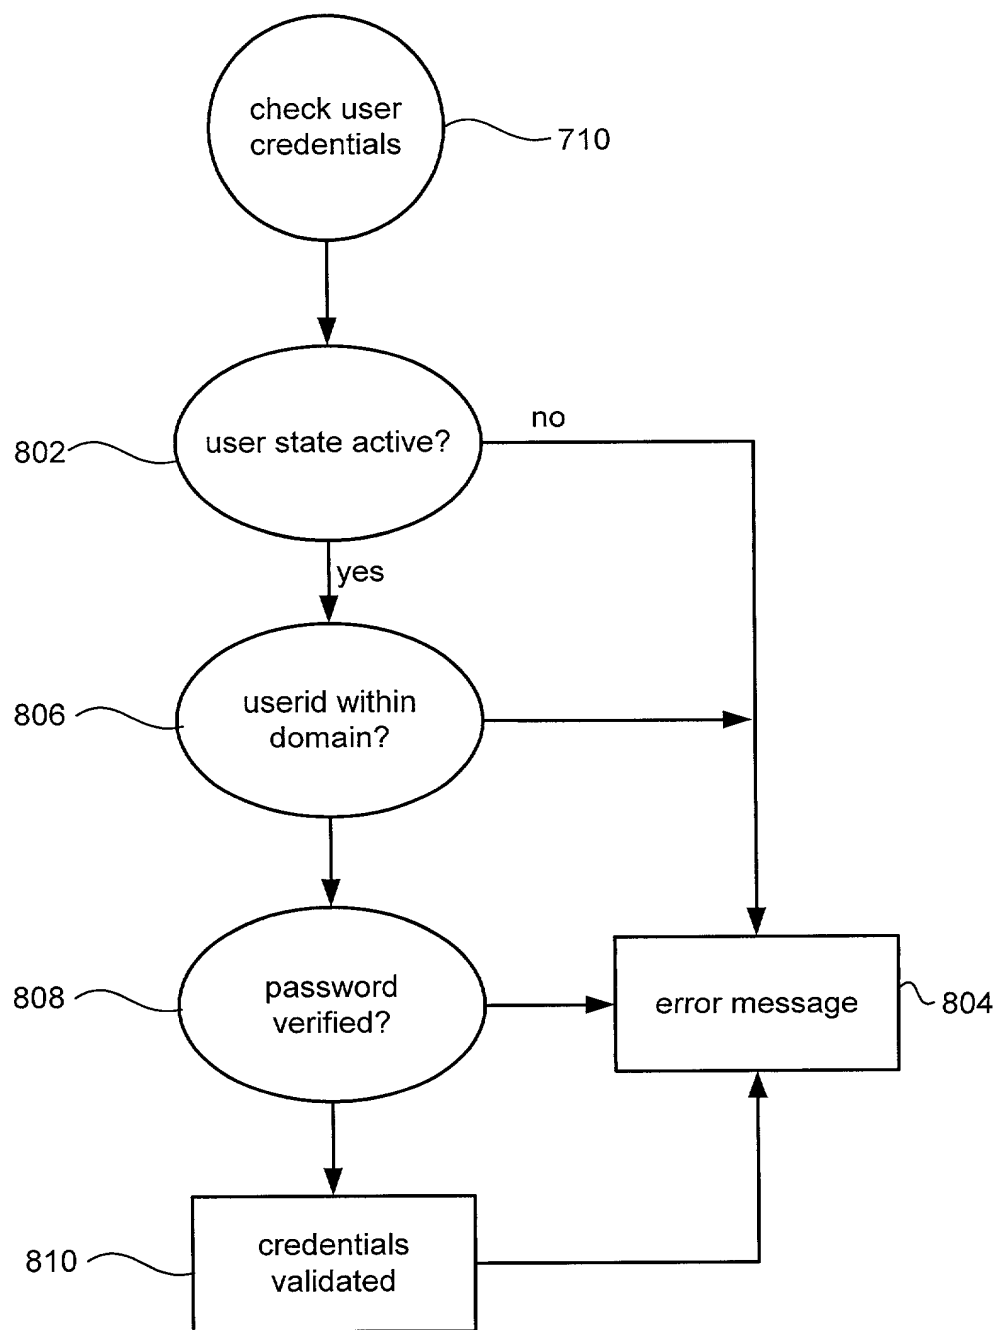 check user
credentials
710
802
user state active?
no
yes
806
userid within
domain?
808
password
verified?
error message
804
810
credentials
validated